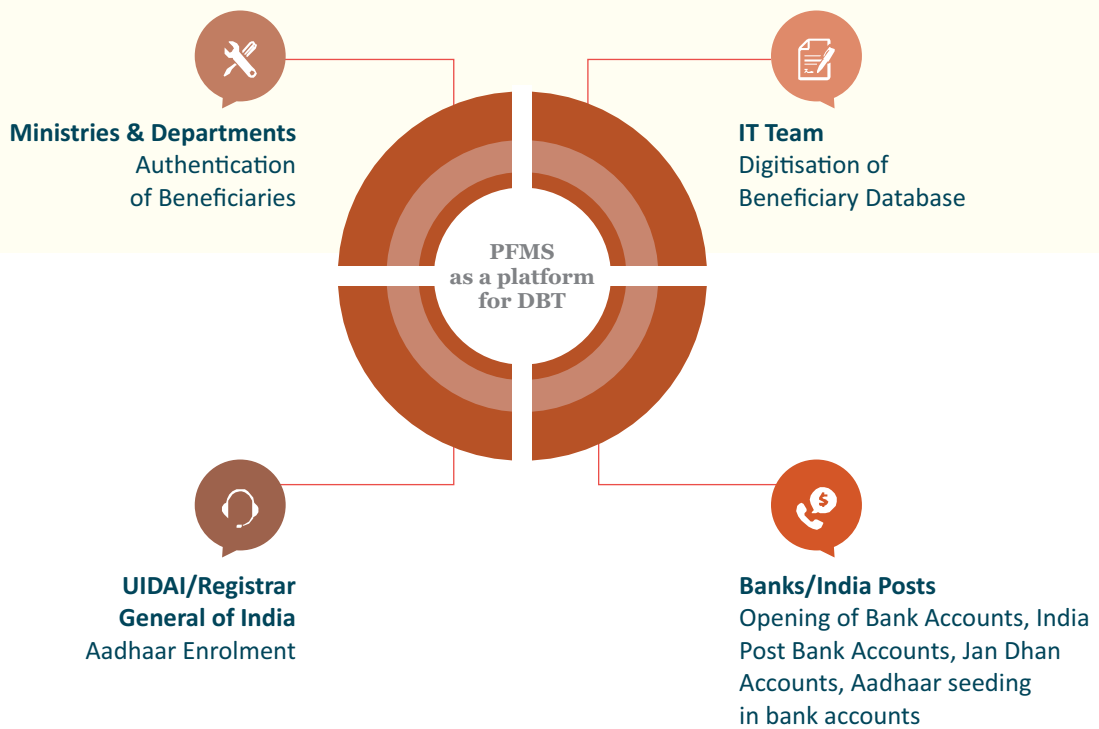 Ministries & Departments
Authentication
of Beneficiaries
IT Team
Digitisation of
Beneficiary Database
PFMS
as a platform
for DBT
UIDAI/Registrar
General of India
Aadhaar Enrolment
Banks/India Posts
Opening of Bank Accounts, India
Post Bank Accounts, Jan Dhan
Accounts, Aadhaar seeding
in bank accounts